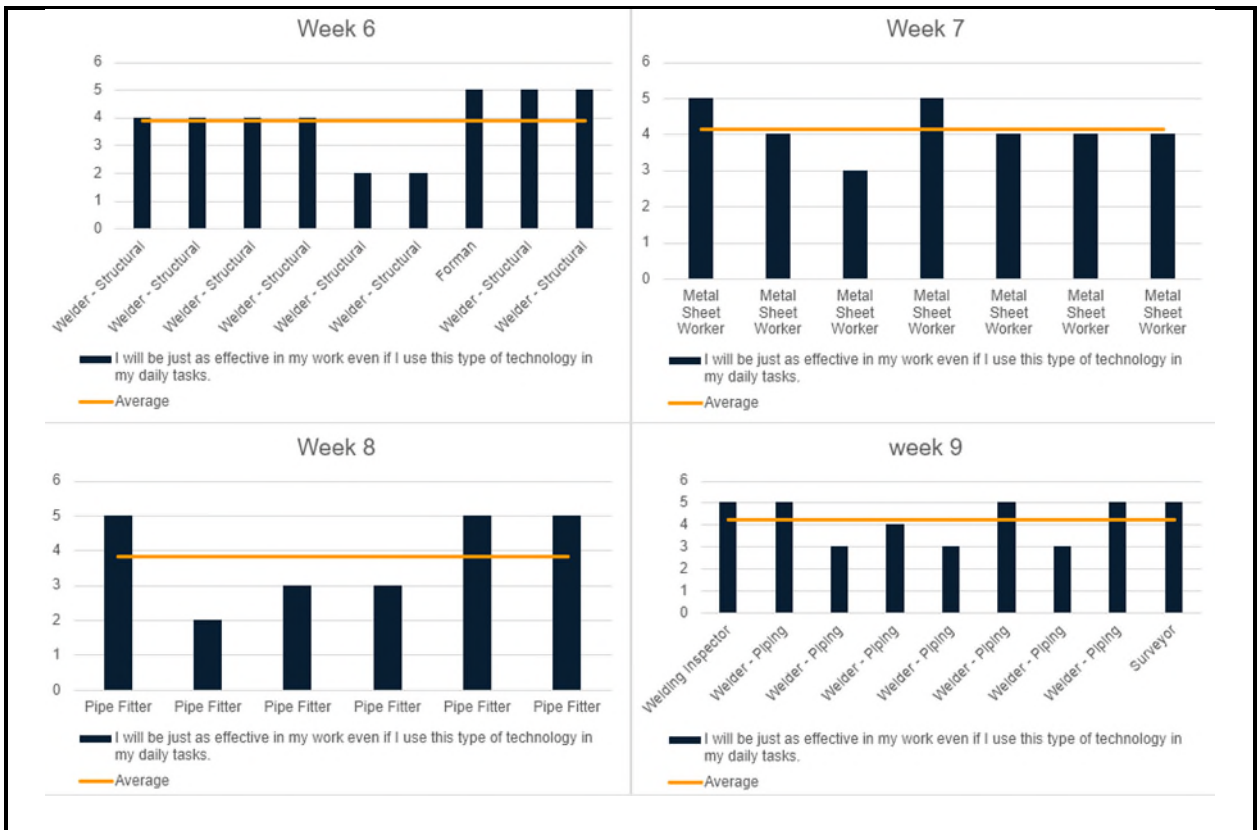 Week 6
6
5
4
3
2
1
0
Welder - Structural
Welder - Structural
Welder - Structural
Welder - Structural
Welder - Structural
Welder - Structural
Forman
Welder - Structural
Welder - Structural
I will be just as effective in my work even if I use this type of technology in
my daily tasks.
Average
Week 7
6
5
4
3
2
1
0
Metal
Sheet
Worker
Metal
Sheet
Worker
Metal
Sheet
Worker
Metal
Sheet
Worker
Metal
Sheet
Worker
Metal
Sheet
Worker
Metal
Sheet
Worker
I will be just as effective in my work even if I use this type of technology in
my daily tasks.
Average
Week 8
6
5
4
3
2
1
0
Pipe Fitter
Pipe Fitter
Pipe Fitter
Pipe Fitter
Pipe Fitter
Pipe Fitter
I will be just as effective in my work even if I use this type of technology in
my daily tasks.
Average
week 9
6
5
4
3
2
1
0
Welding Inspector
Welder - Piping
Welder - Piping
Welder - Piping
Welder - Piping
Welder - Piping
Welder - Piping
Welder - Piping
Surveyor
I will be just as effective in my work even if I use this type of technology in
my daily tasks.
Average